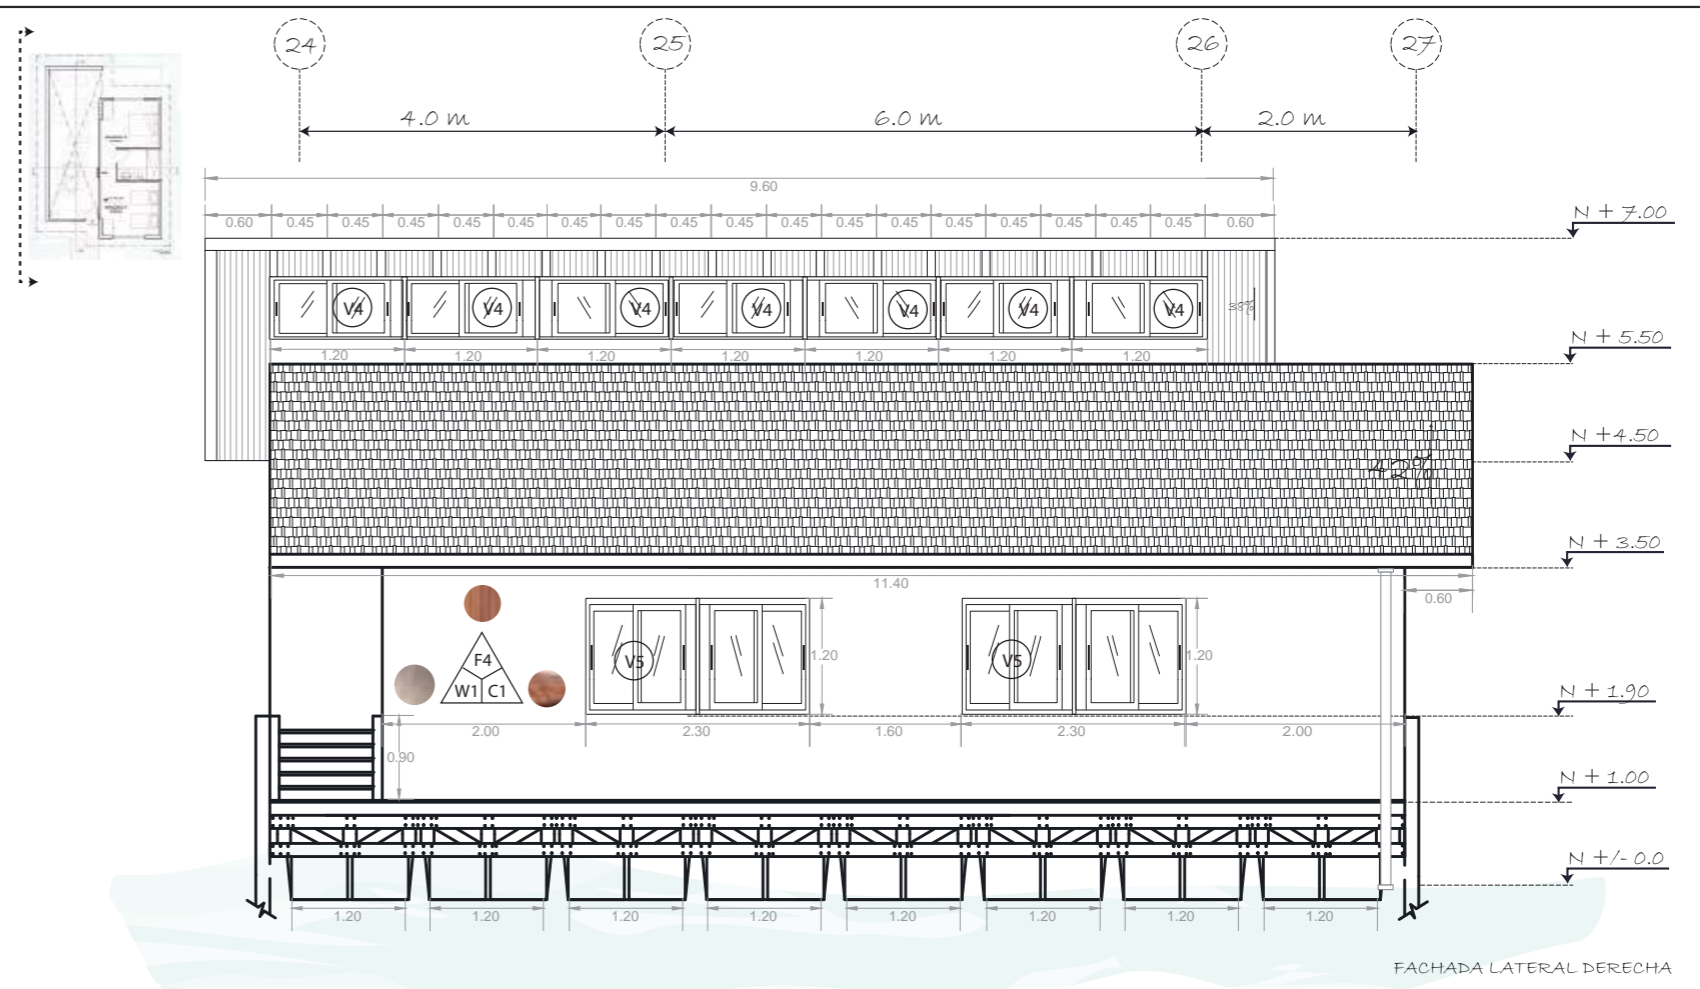 24 25 26 27
4.0 m 6.0 m 2.0 m
9.60
0.60 0.45 0.45 0.45 0.45 0.45 0.45 0.45 0.45 0.45 0.45 0.45 0.45 0.45 0.45 0.45 0.45 0.45 0.60
N + 7.00
V4 V4 V4 V4 V4 V4 V4
38%
N + 5.50
1.20 1.20 1.20 1.20 1.20 1.20 1.20
N +4.50
42%
N + 3.50
11.40
0.60
F4
W1 C1
V5 1.20 V5 1.20
N + 1.90
2.00 2.30 1.60 2.30 2.00
0.90
N + 1.00
N +/- 0.0
1.20 1.20 1.20 1.20 1.20 1.20 1.20 1.20
FACHADA LATERAL DERECHA